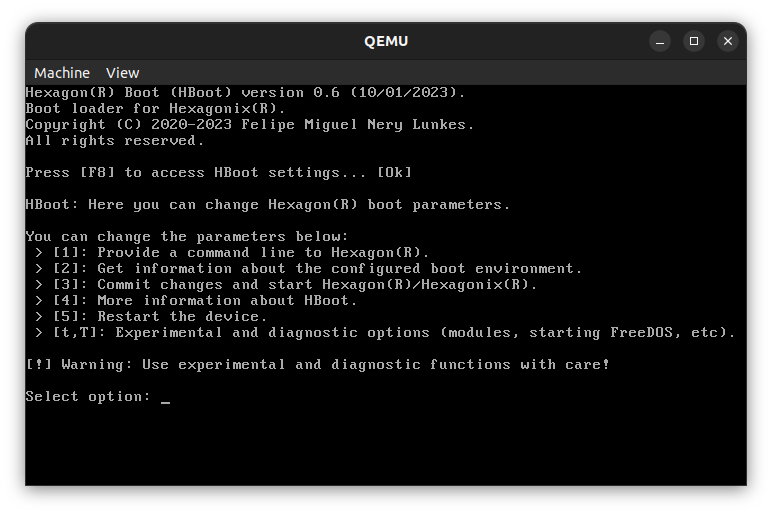 QEMU
Machine View
Hexagon(R) Boot (HBoot) version 0.6 (10/01/2023).
Boot loader for Hexagonix(R).
Copyright (C) 2020-2023 Felipe Miguel Nery Lunkes.
All rights reserved.
Press [F8] to access HBoot settings... [Ok]
HBoot: Here you can change Hexagon(R) boot parameters.
You can change the parameters below:
> [1]: Provide a command line to Hexagon(R).
> [2]: Get information about the configured boot environment.
> [3]: Commit changes and start Hexagon(R)/Hexagonix(R).
> [4]: More information about HBoot.
> [5]: Restart the device.
> [t,T]: Experimental and diagnostic options (modules, starting FreeDOS, etc).
[!] Warning: Use experimental and diagnostic functions with care!
Select option: _